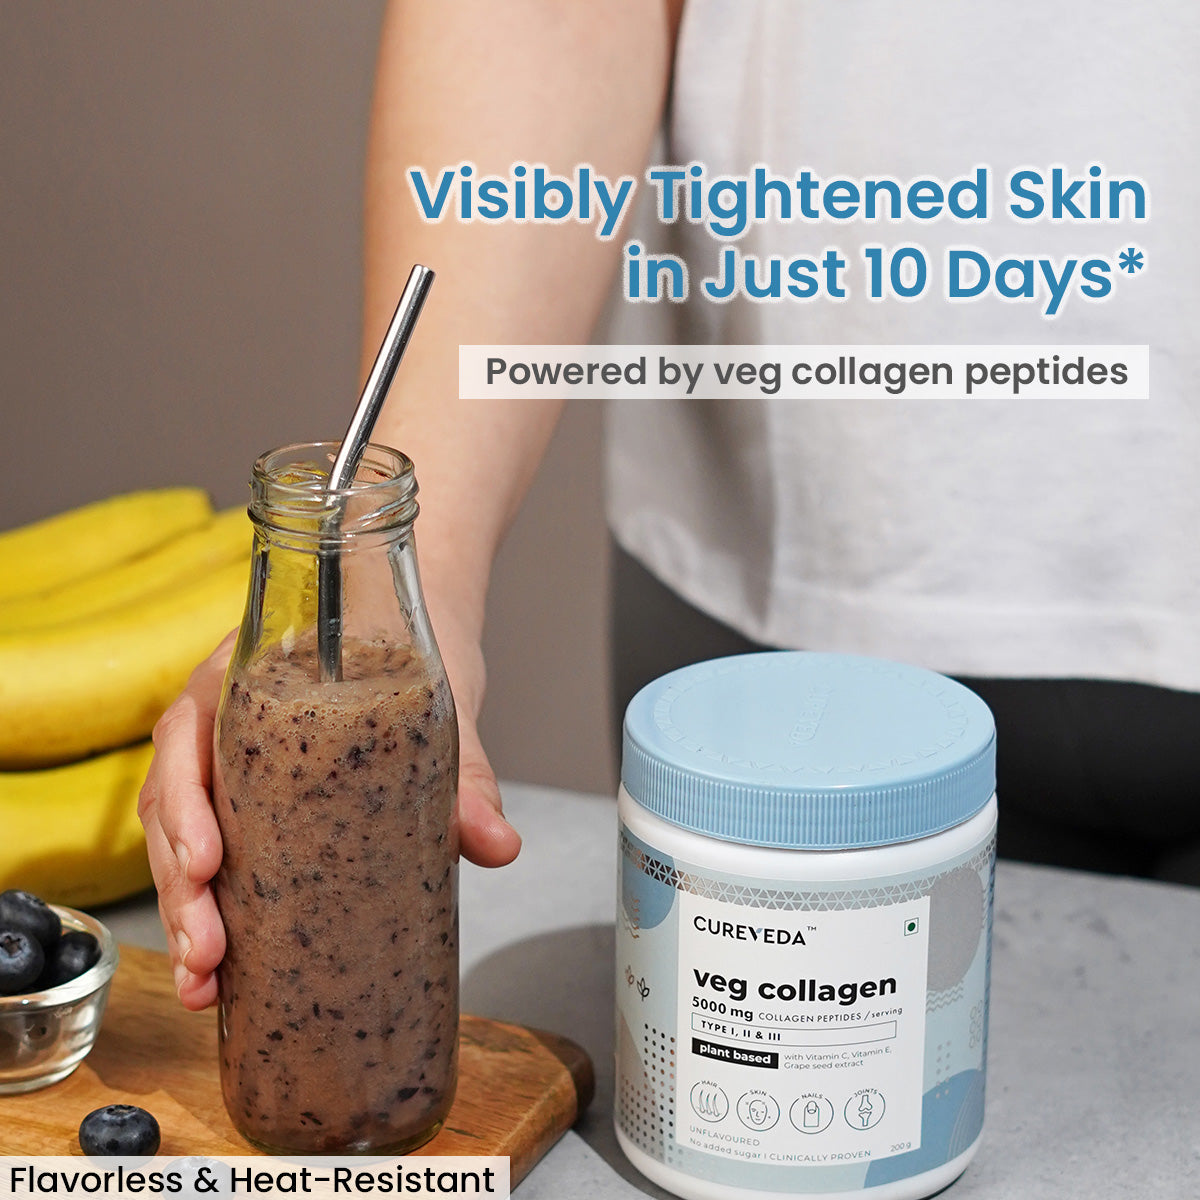 Visibly Tightened Skin
in Just 10 Days*
Powered by veg collagen peptides
CUREVEDA™
veg collagen
5000 mg COLLAGEN PEPTIDES / serving
TYPE I, II & III
plant based with Vitamin C, Vitamin E,
Grape seed extract
HAIR SKIN NAILS JOINTS
UNFLAVOURED
No added sugar I CLINICALLY PROVEN 200 g
Flavorless & Heat-Resistant